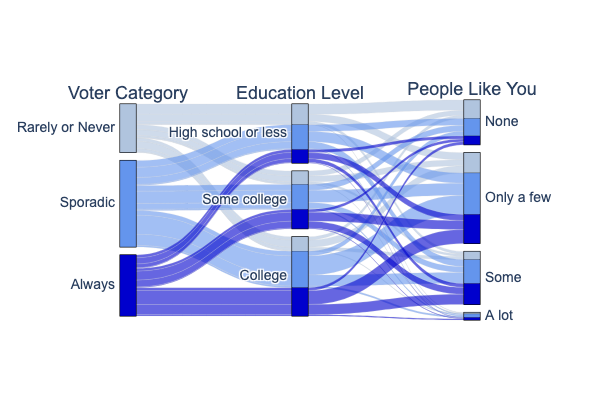 Voter Category
Education Level
People Like You
Rarely or Never
Sporadic
Always
High school or less
Some college
College
None
Only a few
Some
A lot